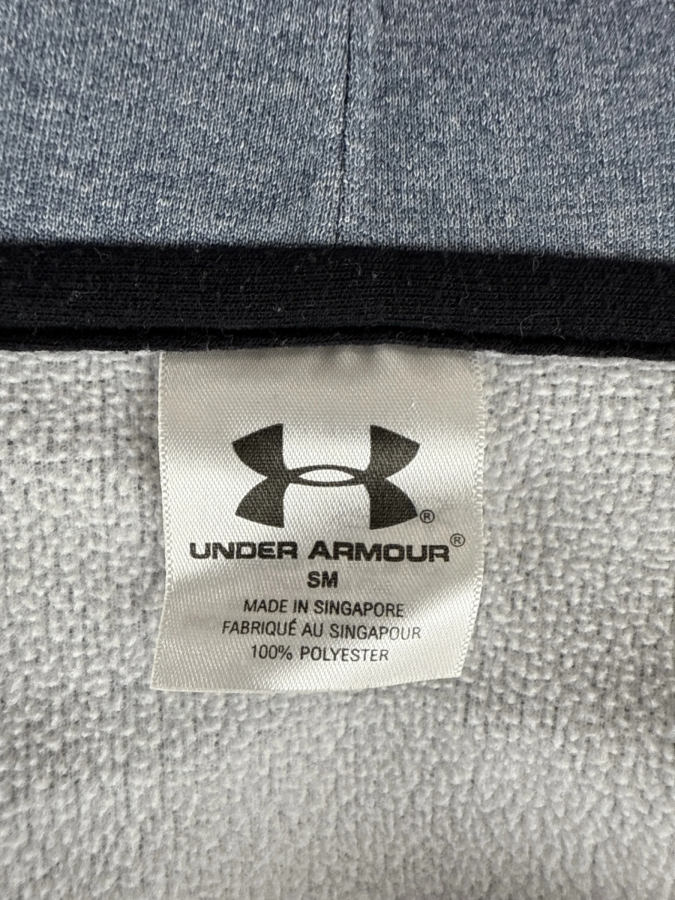 ®
UNDER ARMOUR®
SM
MADE IN SINGAPORE
FABRIQUÉ AU SINGAPOUR
100% POLYESTER